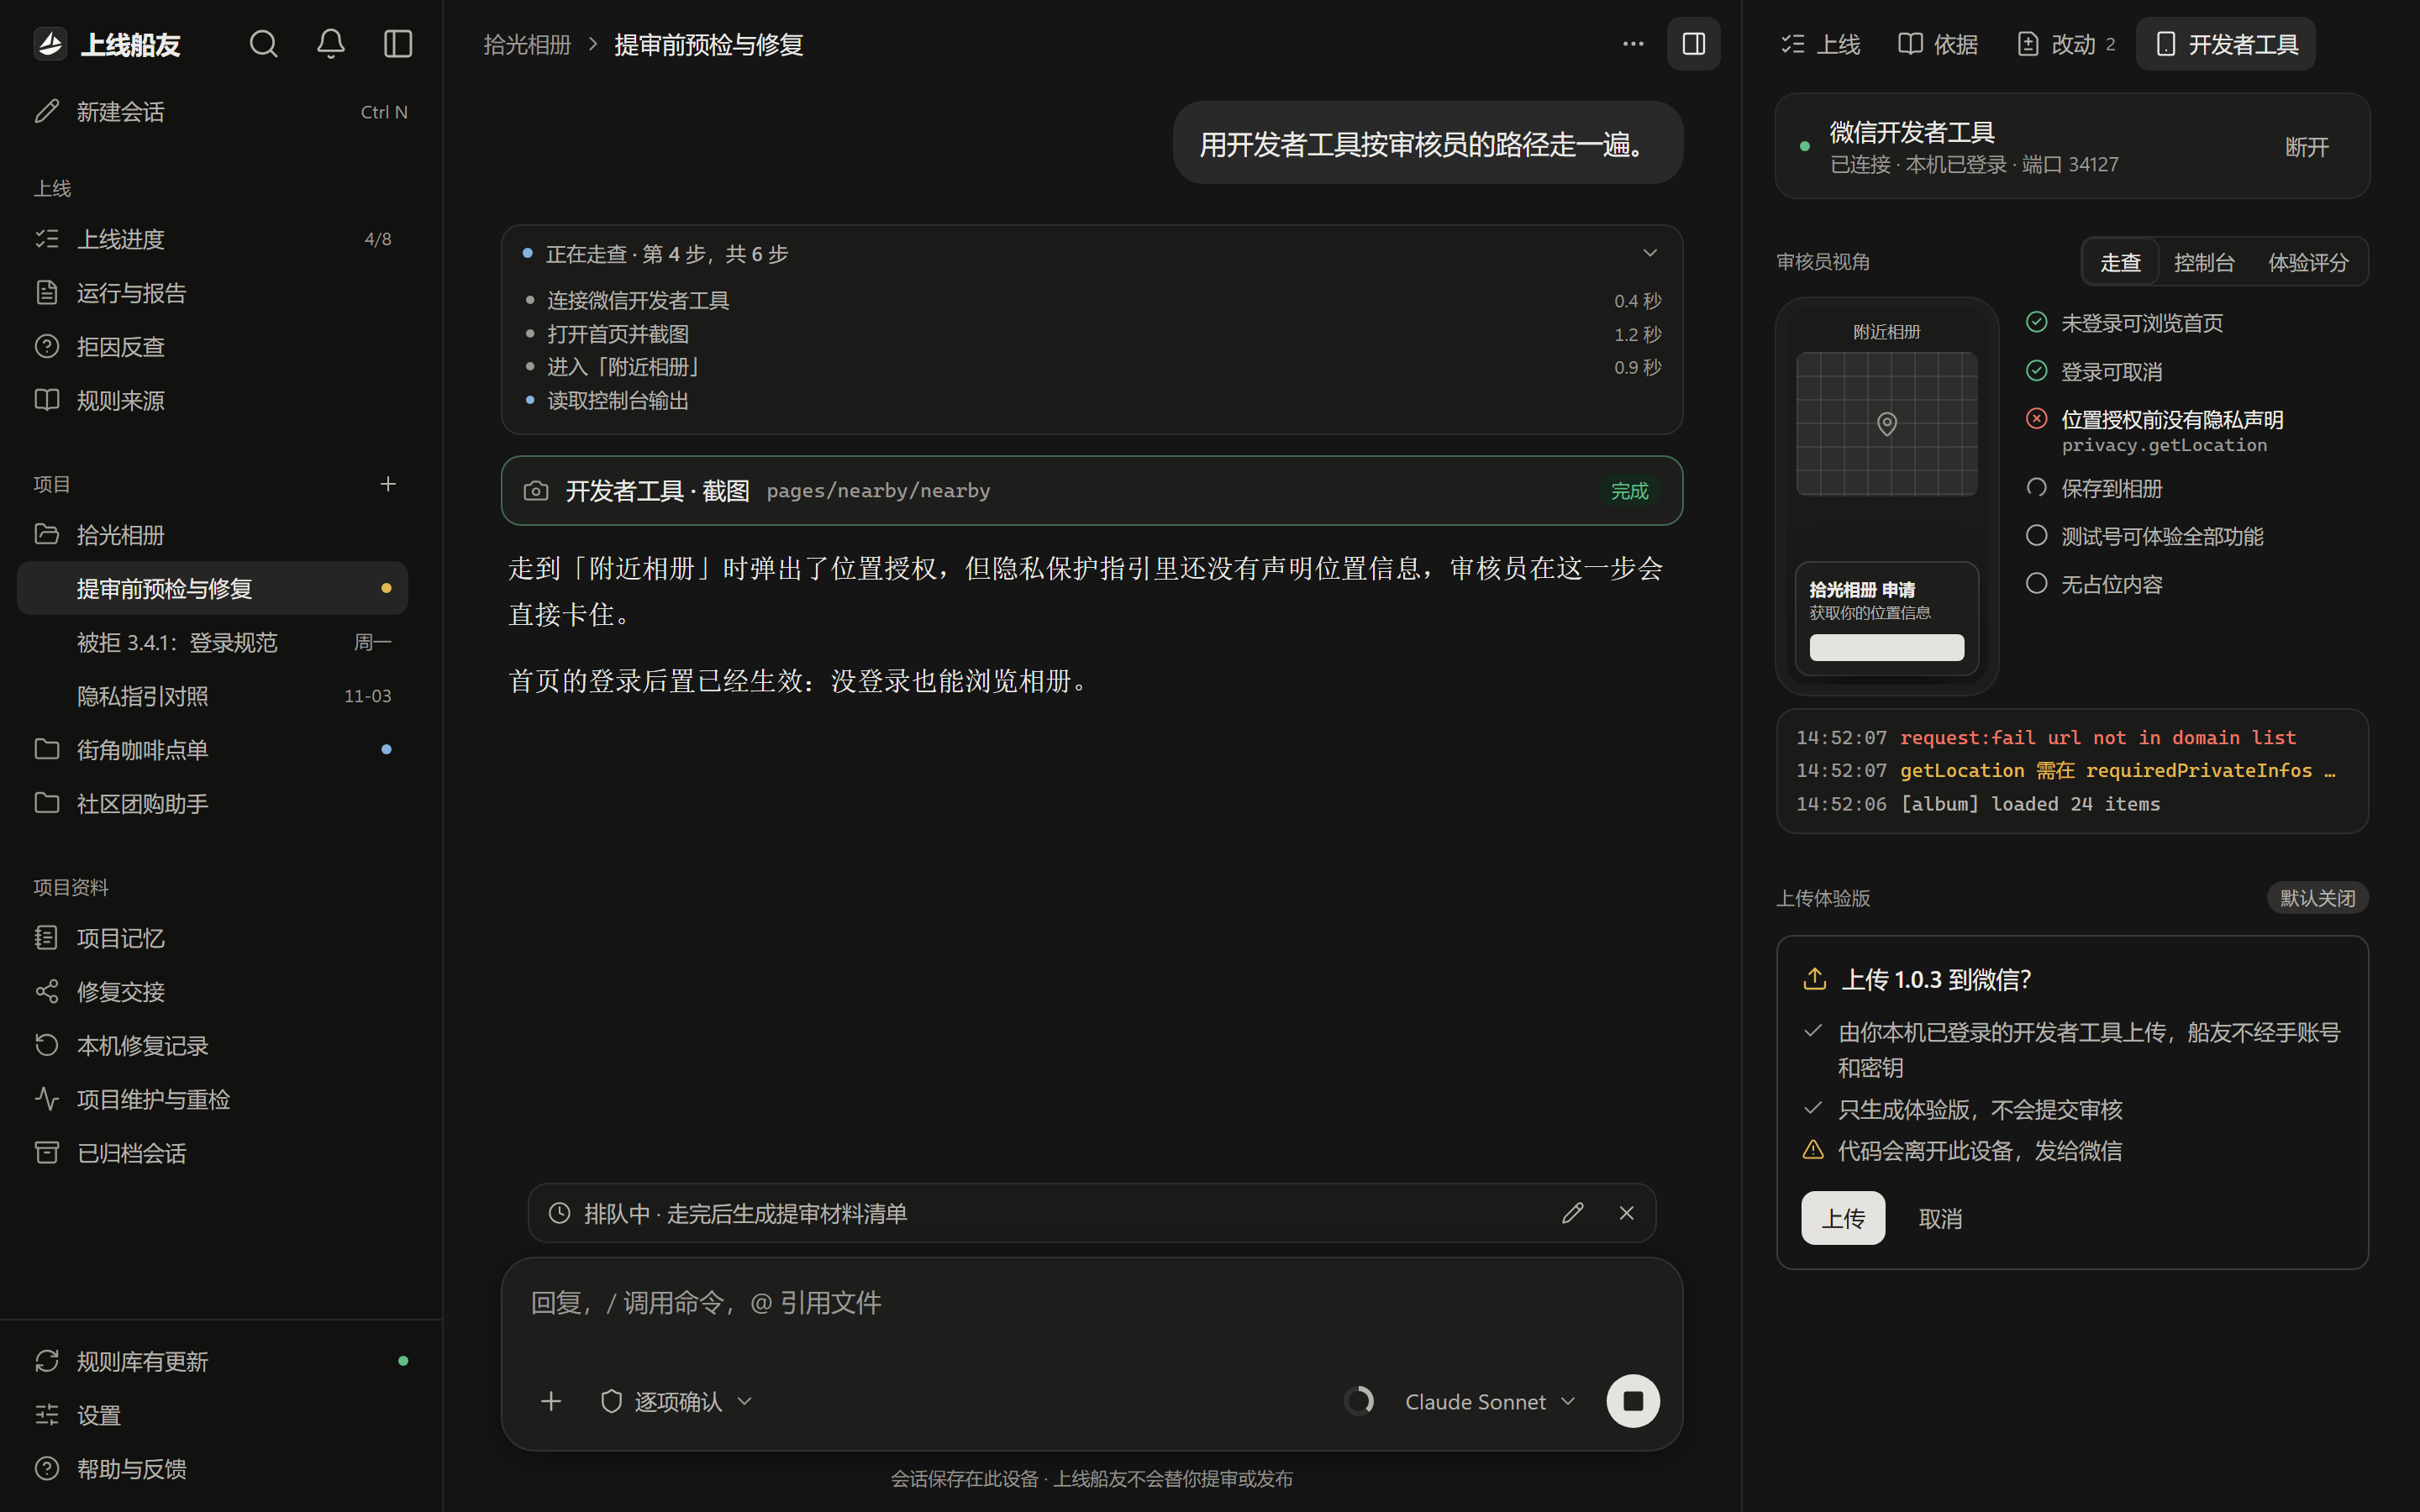 上线船友
新建会话 Ctrl N
上线
上线进度 4/8
运行与报告
拒因反查
规则来源
项目
拾光相册
提审前预检与修复
被拒 3.4.1：登录规范 周一
隐私指引对照 11-03
街角咖啡点单
社区团购助手
项目资料
项目记忆
修复交接
本机修复记录
项目维护与重检
已归档会话
规则库有更新
设置
帮助与反馈
拾光相册 > 提审前预检与修复
用开发者工具按审核员的路径走一遍。
正在走查 · 第 4 步，共 6 步
连接微信开发者工具 0.4 秒
打开首页并截图 1.2 秒
进入「附近相册」 0.9 秒
读取控制台输出
开发者工具 · 截图 pages/nearby/nearby 完成
走到「附近相册」时弹出了位置授权，但隐私保护指引里还没有声明位置信息，审核员在这一步会
直接卡住。
首页的登录后置已经生效：没登录也能浏览相册。
排队中 · 走完后生成提审材料清单
回复，/ 调用命令，@ 引用文件
逐项确认
Claude Sonnet
会话保存在此设备 · 上线船友不会替你提审或发布
上线 依据 改动 2 开发者工具
微信开发者工具
已连接 · 本机已登录 · 端口 34127
断开
审核员视角
走查 控制台 体验评分
附近相册
拾光相册 申请
获取你的位置信息
未登录可浏览首页
登录可取消
位置授权前没有隐私声明
privacy.getLocation
保存到相册
测试号可体验全部功能
无占位内容
14:52:07 request:fail url not in domain list
14:52:07 getLocation 需在 requiredPrivateInfos …
14:52:06 [album] loaded 24 items
上传体验版 默认关闭
上传 1.0.3 到微信？
由你本机已登录的开发者工具上传，船友不经手账号
和密钥
只生成体验版，不会提交审核
代码会离开此设备，发给微信
上传 取消